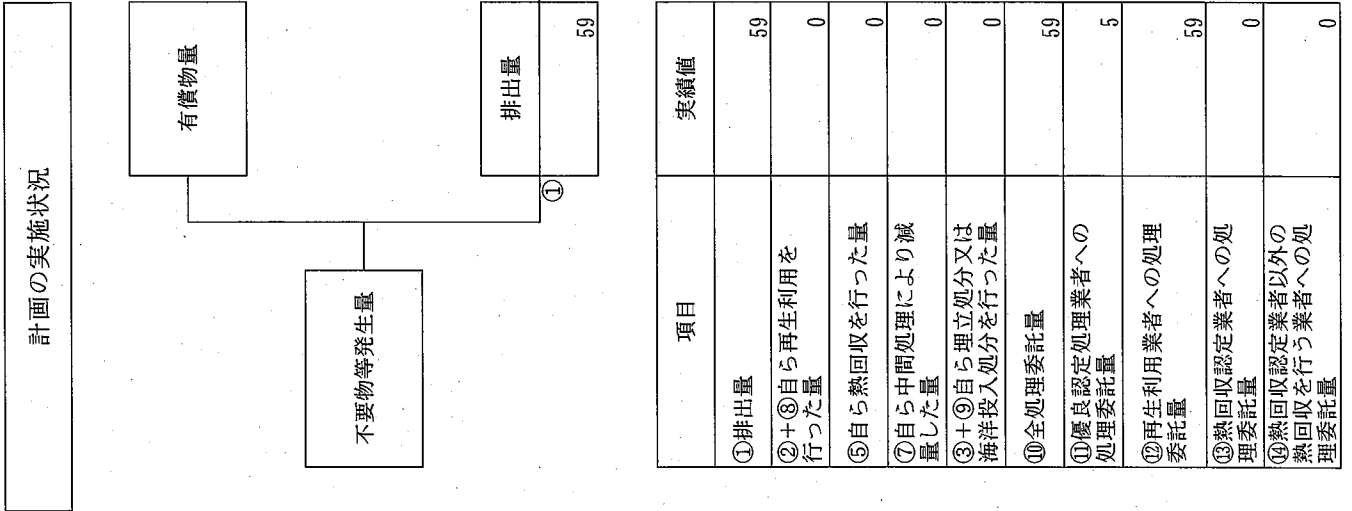 計画の実施状況
不要物等発生量
有償物量
①
排出量
59
項目
実績値
①排出量
59
②+⑧自ら再生利用を
行った量
0
⑤自ら熱回収を行った量
0
⑦自ら中間処理により減
量した量
0
③+⑨自ら埋立処分又は
海洋投入処分を行った量
0
⑩全処理委託量
59
⑪優良認定処理業者への
処理委託量
5
⑫再生利用業者への処理
委託量
59
⑬熱回収認定業者への処
理委託量
0
⑭熱回収認定業者以外の
熱回収を行う業者への処
理委託量
0